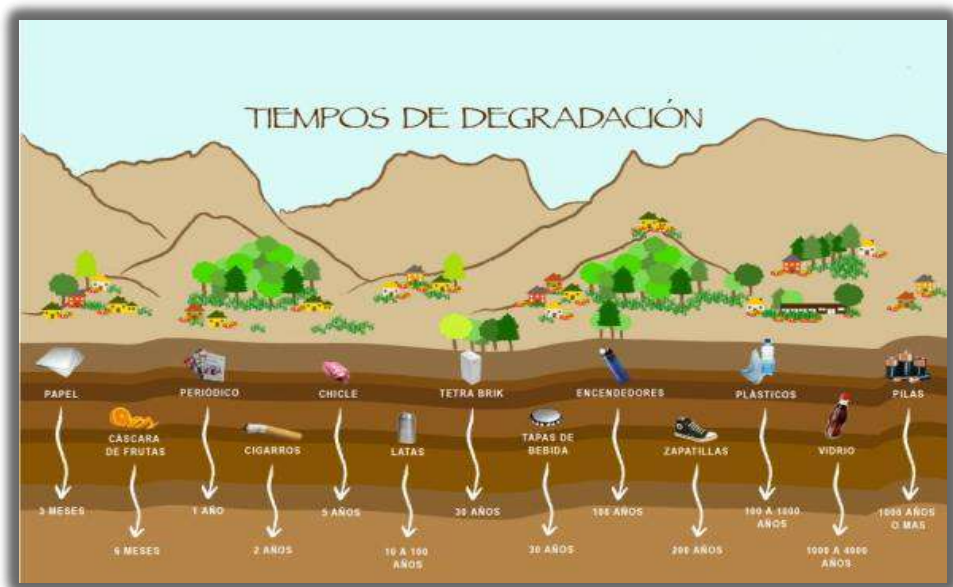 TIEMPOS DE DEGRADACIÓN
PAPEL
PERIÓDICO
CHICLE
TETRA BRIK
ENCENDEDORES
PLÁSTICOS
PILAS
CÁSCARA
DE FRUTAS
CIGARROS
LATAS
TAPAS DE
BEBIDA
ZAPATILLAS
VIDRIO
3 MESES
1 AÑO
5 AÑOS
30 AÑOS
100 AÑOS
100 A 1000
AÑOS
1000 AÑOS
O MAS
6 MESES
2 AÑOS
10 A 100
AÑOS
30 AÑOS
200 AÑOS
1000 A 4000
AÑOS